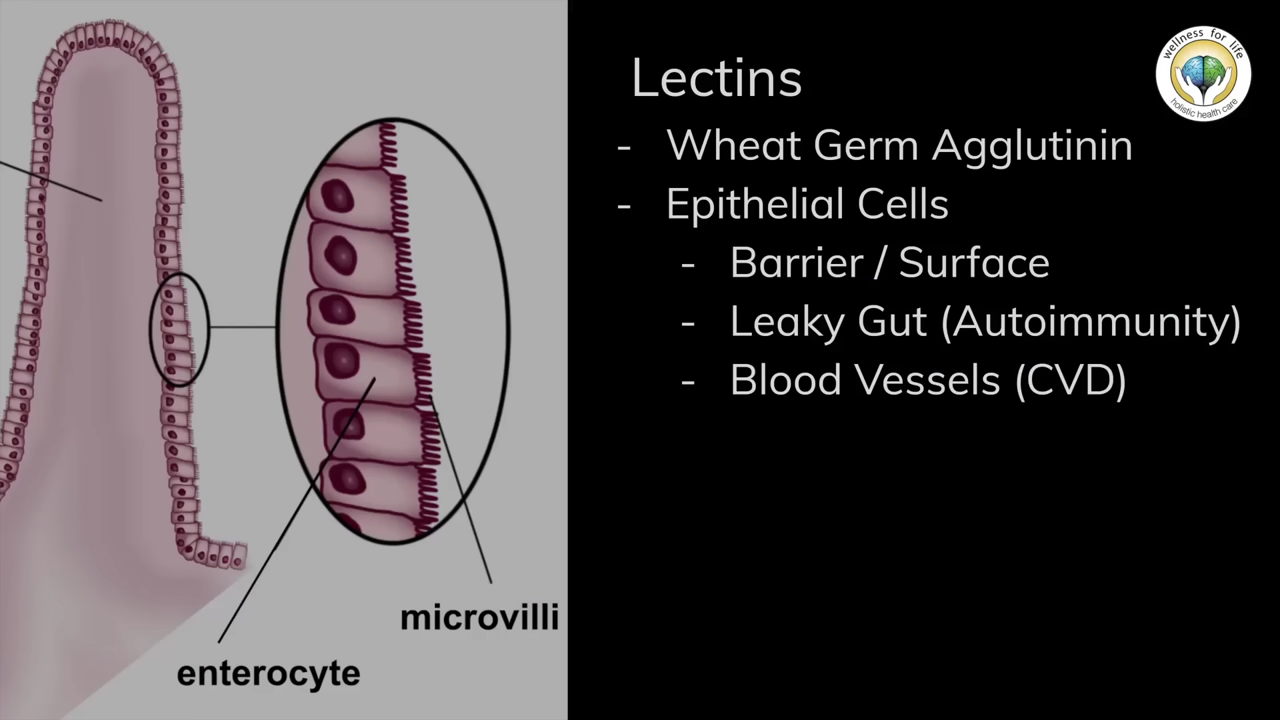 Lectins
- Wheat Germ Agglutinin
- Epithelial Cells
- Barrier / Surface
- Leaky Gut (Autoimmunity)
- Blood Vessels (CVD)
microvilli
enterocyte
wellness for life
holistic health care